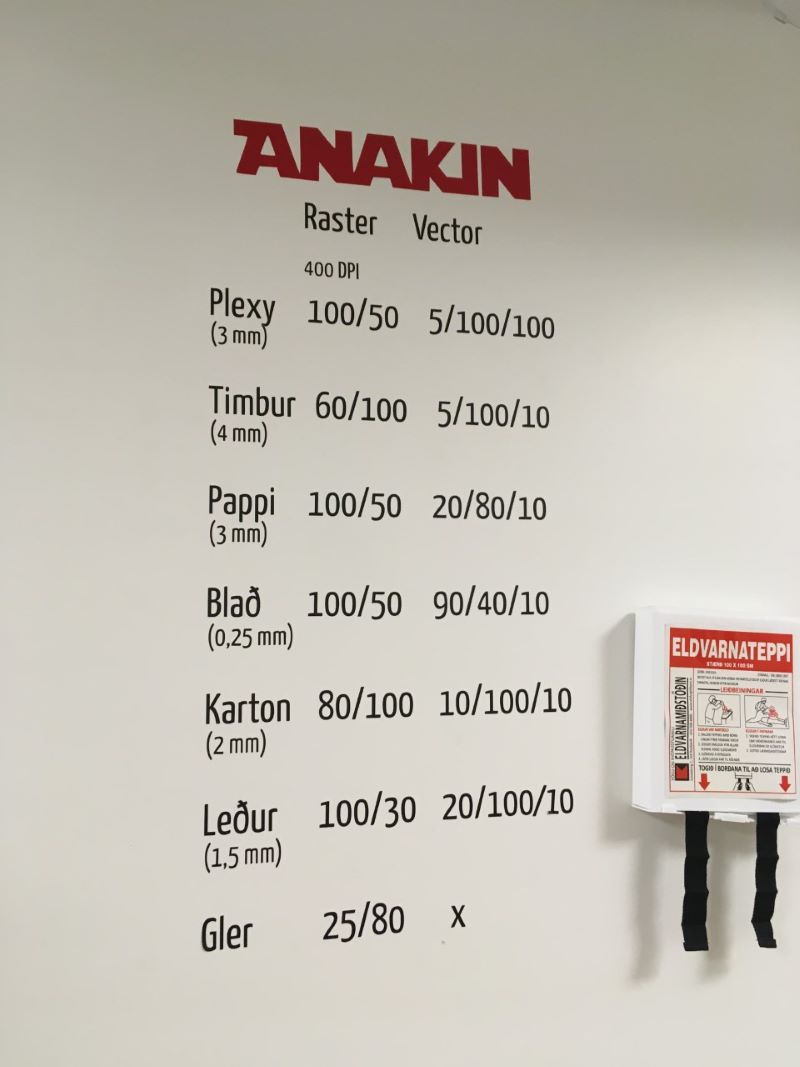 ANAKIN
Raster Vector
400 DPI
Plexy 100/50 5/100/100
(3 mm)
Timbur 60/100 5/100/10
(4 mm)
Pappi 100/50 20/80/10
(3 mm)
Blað 100/50 90/40/10
(0,25 mm)
Karton 80/100 10/100/10
(2 mm)
Leður 100/30 20/100/10
(1,5 mm)
Gler 25/80 x
ELDVARNATEPPI
STÆRÐ 100 X 100 SM
LEIÐBEININGAR
ELDVARNAMIÐSTÖÐIN
TOGIÐ Í BORÐANA TIL AÐ LOSA TEPPIÐ